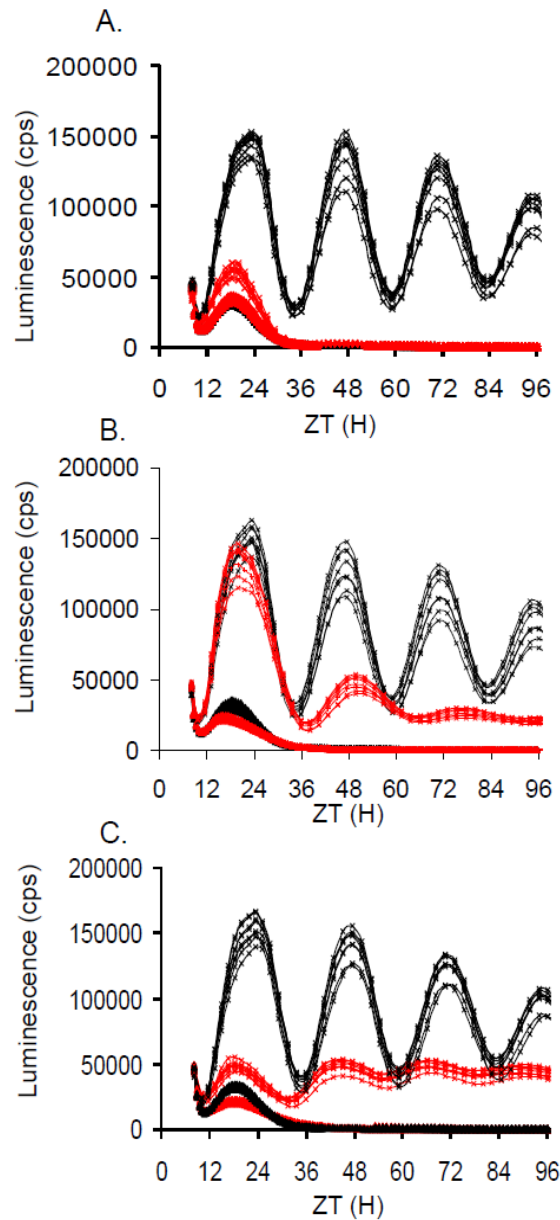 A.
200000
150000
100000
50000
0
Luminescence (cps)
0 12 24 36 48 60 72 84 96
ZT (H)
B.
200000
150000
100000
50000
0
Luminescence (cps)
0 12 24 36 48 60 72 84 96
ZT (H)
C.
200000
150000
100000
50000
0
Luminescence (cps)
0 12 24 36 48 60 72 84 96
ZT (H)